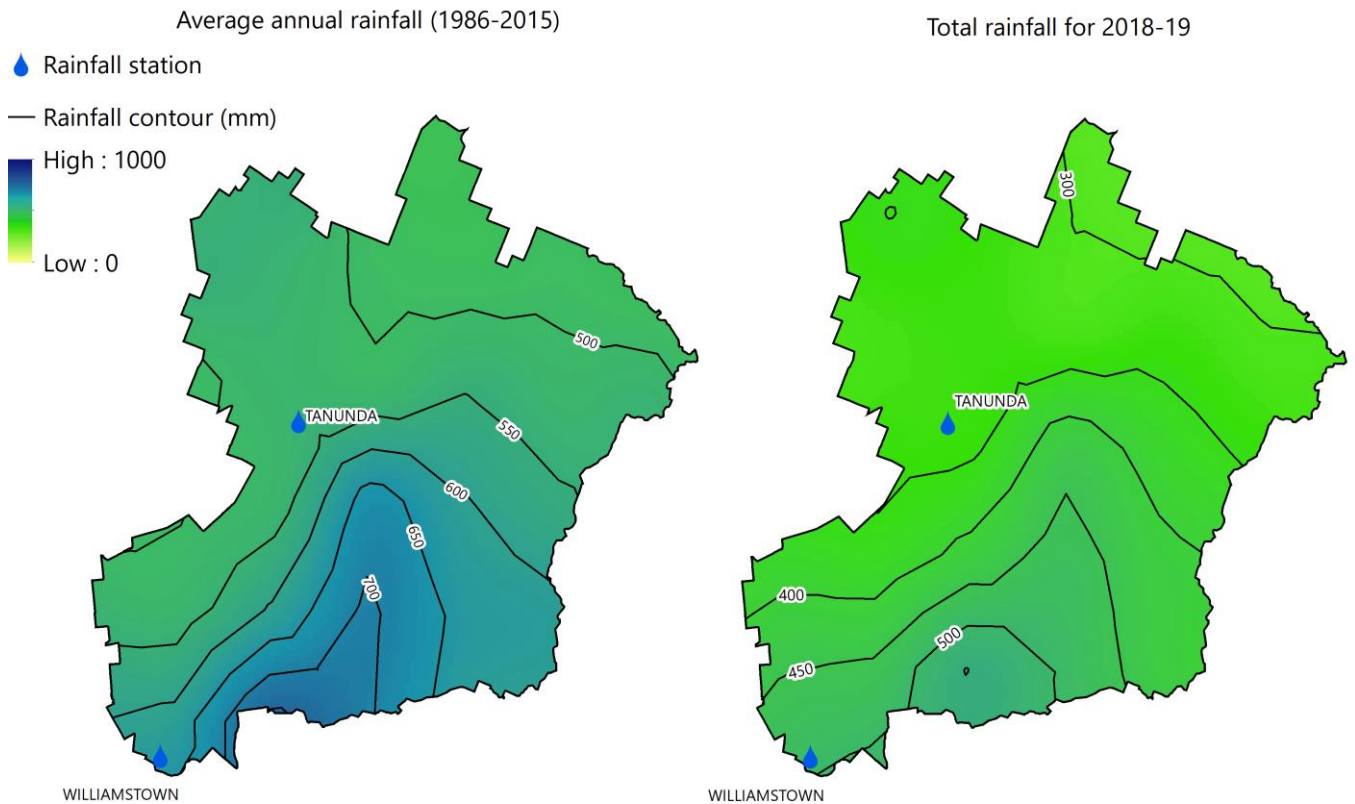 Average annual rainfall (1986-2015)
Total rainfall for 2018-19
Rainfall station
Rainfall contour (mm)
High : 1000
Low : 0
300
500
TANUNDA
TANUNDA
550
600
650
700
400
500
450
WILLIAMSTOWN
WILLIAMSTOWN